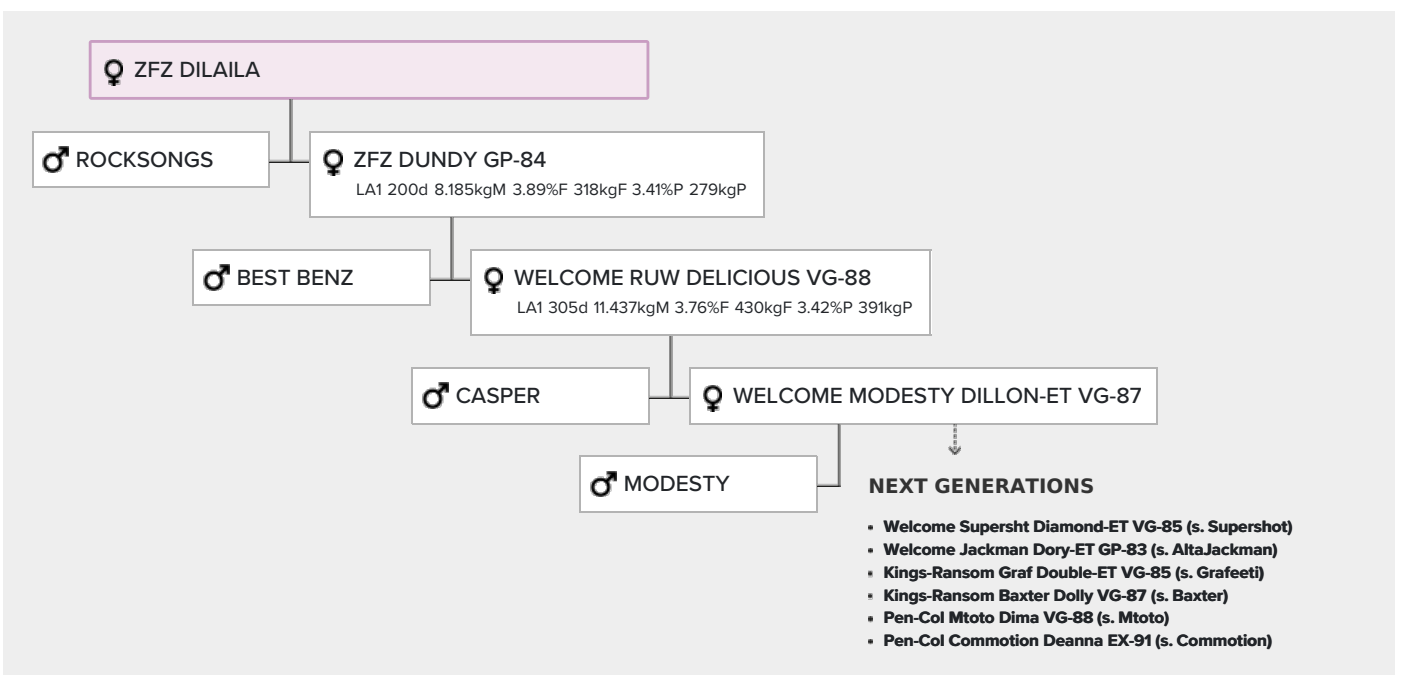 ZFZ DILAILA
ROCKSONGS
ZFZ DUNDY GP-84
LA1 200d 8.185kgM 3.89%F 318kgF 3.41%P 279kgP
BEST BENZ
WELCOME RUW DELICIOUS VG-88
LA1 305d 11.437kgM 3.76%F 430kgF 3.42%P 391kgP
CASPER
WELCOME MODESTY DILLON-ET VG-87
MODESTY
NEXT GENERATIONS
• Welcome Supersht Diamond-ET VG-85 (s. Supershot)
• Welcome Jackman Dory-ET GP-83 (s. AltaJackman)
• Kings-Ransom Graf Double-ET VG-85 (s. Grafeeti)
• Kings-Ransom Baxter Dolly VG-87 (s. Baxter)
• Pen-Col Mtoto Dima VG-88 (s. Mtoto)
• Pen-Col Commotion Deanna EX-91 (s. Commotion)